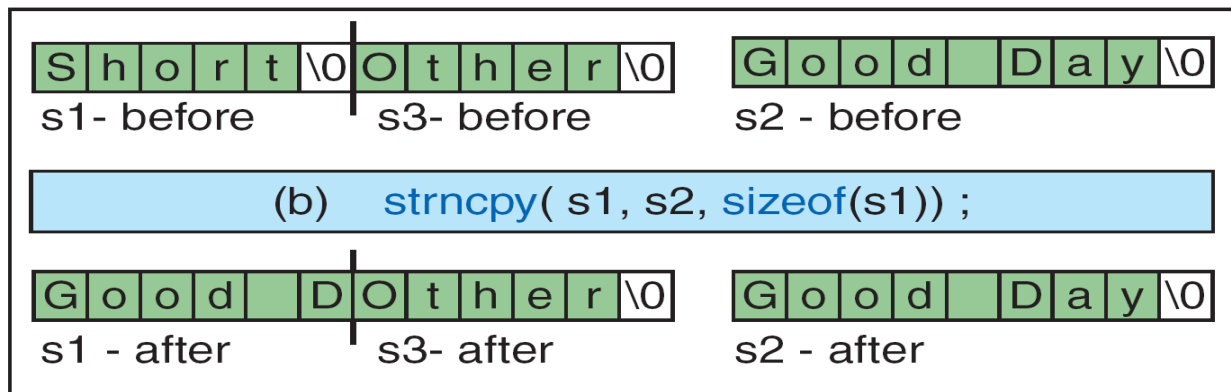 S h o r t \0 O t h e r \0 G o o d D a y \0
s1- before s3- before s2 - before
(b) strncpy( s1, s2, sizeof(s1)) ;
G o o d D O t h e r \0 G o o d D a y \0
s1 - after s3- after s2 - after